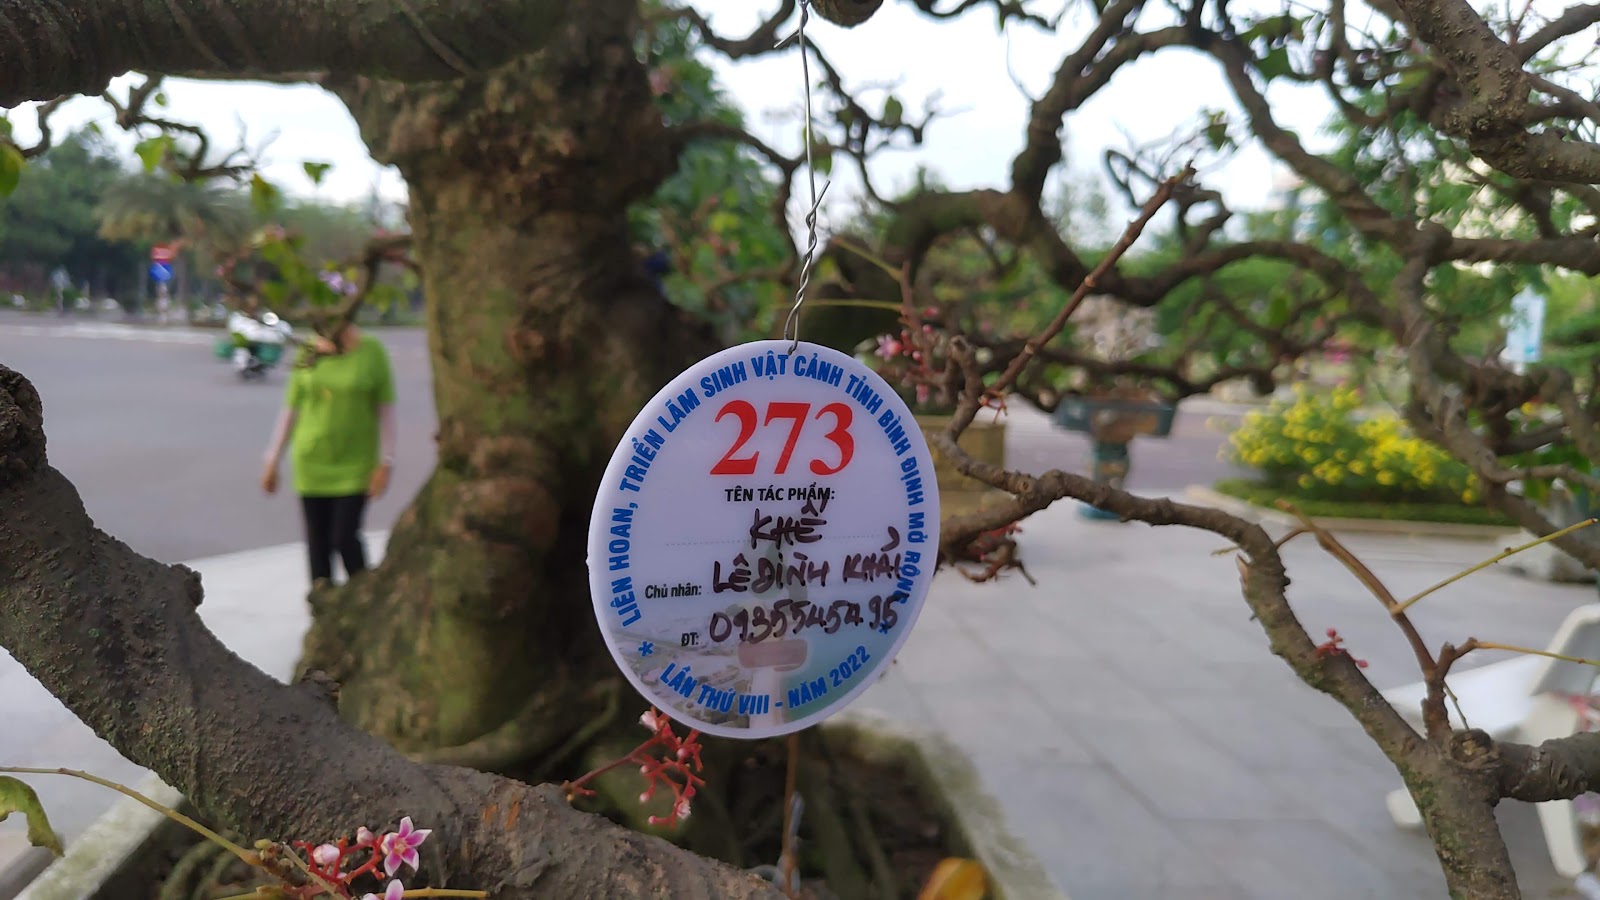 LIÊN HOAN, TRIỂN LÃM SINH VẬT CẢNH TỈNH BÌNH ĐỊNH MỞ RỘNG
273
TÊN TÁC PHẨM:
KHẾ
Chủ nhân: LÊ ĐÌNH KHẢI
ĐT: 0935545495
* LẦN THỨ VIII - NĂM 2022 *